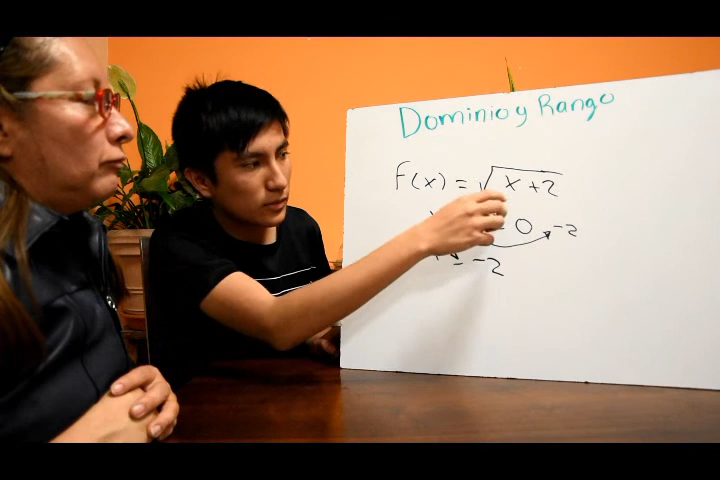 Dominio y Rango
f(x) = √x+2
0 -2
-2